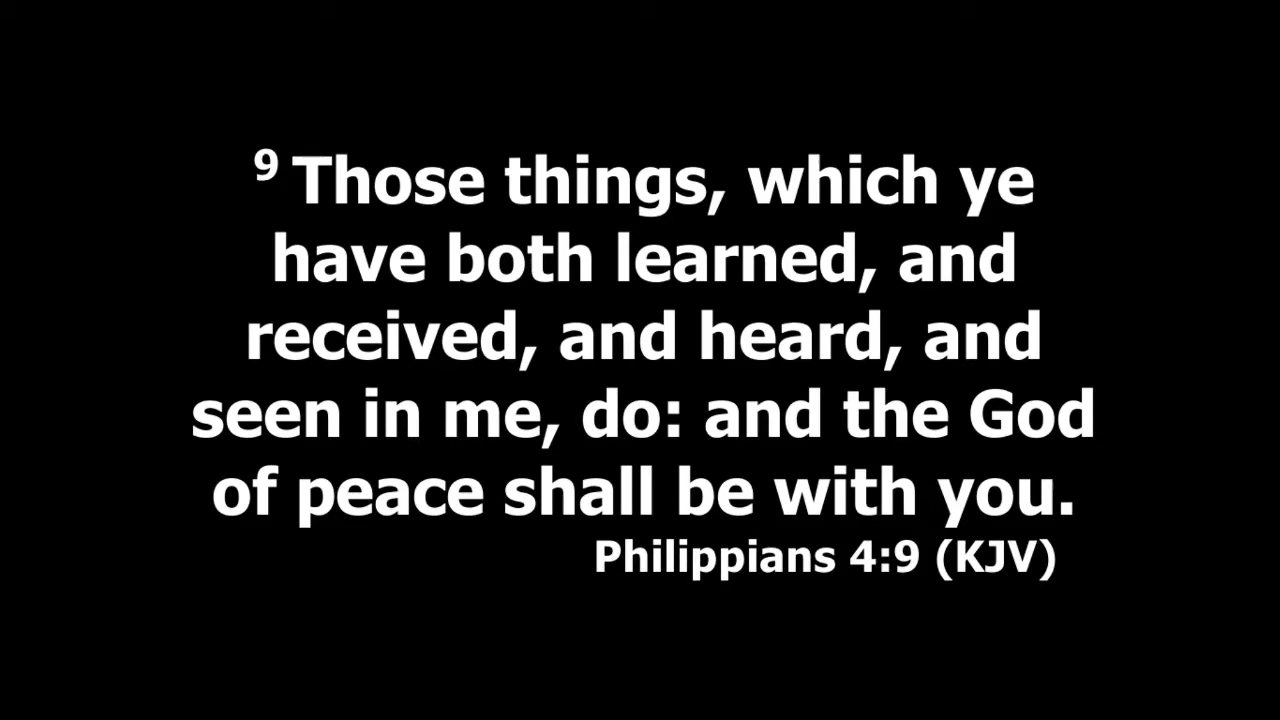 9 Those things, which ye
have both learned, and
received, and heard, and
seen in me, do: and the God
of peace shall be with you.
Philippians 4:9 (KJV)